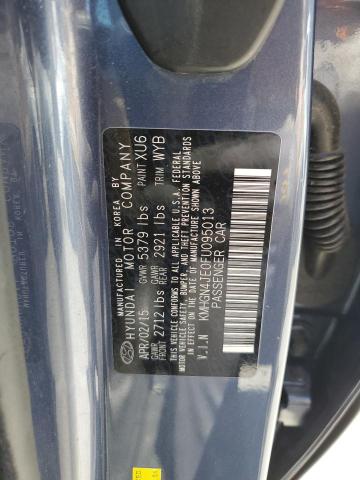 MANUFACTURED IN KOREA BY
HYUNDAI MOTOR COMPANY
APR/02/15 PAINT XU6
GVWR 5379 lbs
GAWR FRONT 2712 lbs GAWR REAR 2921 lbs TRIM WYB
THIS VEHICLE CONFORMS TO ALL APPLICABLE U.S. FEDERAL MOTOR VEHICLE
SAFETY, BUMPER, AND THEFT PREVENTION STANDARDS
IN EFFECT ON THE DATE OF MANUFACTURE SHOWN ABOVE.
V.I.N KMHGN4JE0FU095013
PASSENGER CAR